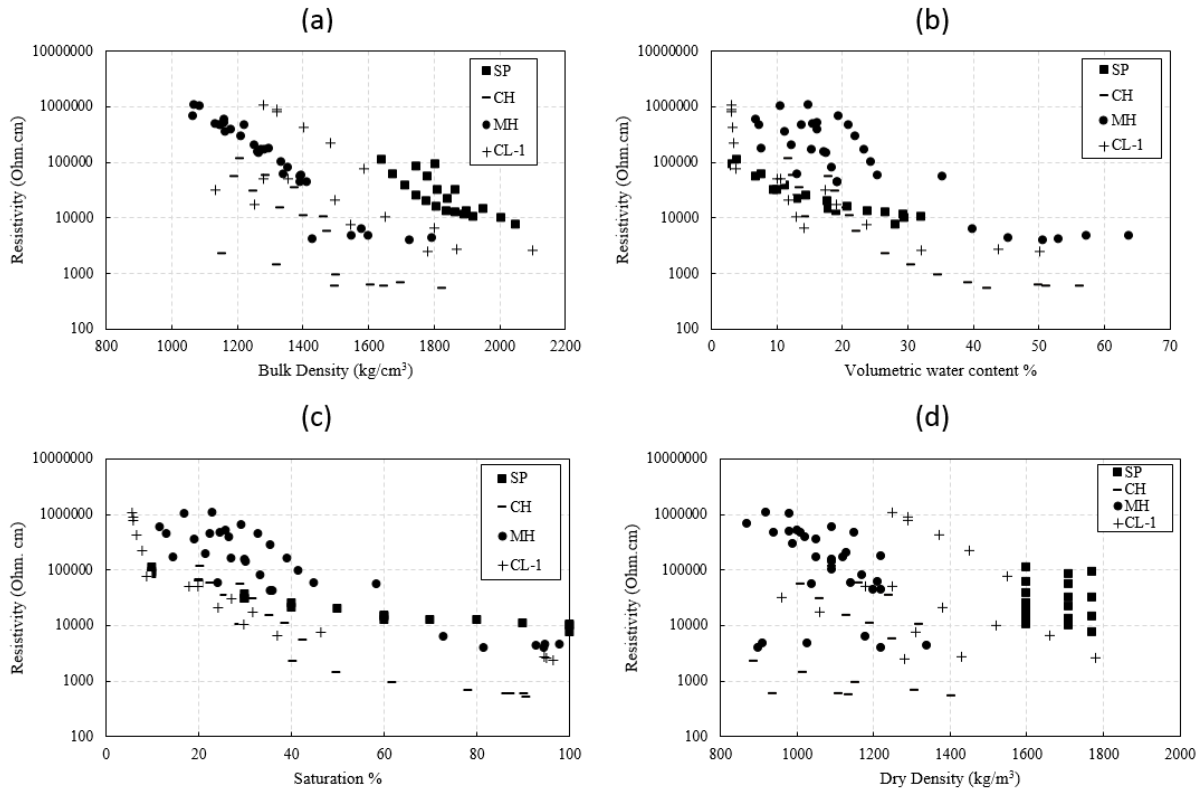 (a)
10000000
1000000
100000
10000
1000
100
Resistivity (Ohm.cm)
800 1000 1200 1400 1600 1800 2000 2200
Bulk Density (kg/cm³)
SP
CH
MH
CL-1
(b)
10000000
1000000
100000
10000
1000
100
Resistivity (Ohm.cm)
0 10 20 30 40 50 60 70
Volumetric water content %
SP
CH
MH
CL-1
(c)
10000000
1000000
100000
10000
1000
100
Resistivity (Ohm. cm)
0 20 40 60 80 100
Saturation %
SP
CH
MH
CL-1
(d)
10000000
1000000
100000
10000
1000
100
Resistivity (Ohm.cm)
800 1000 1200 1400 1600 1800 2000
Dry Density (kg/m³)
SP
CH
MH
CL-1